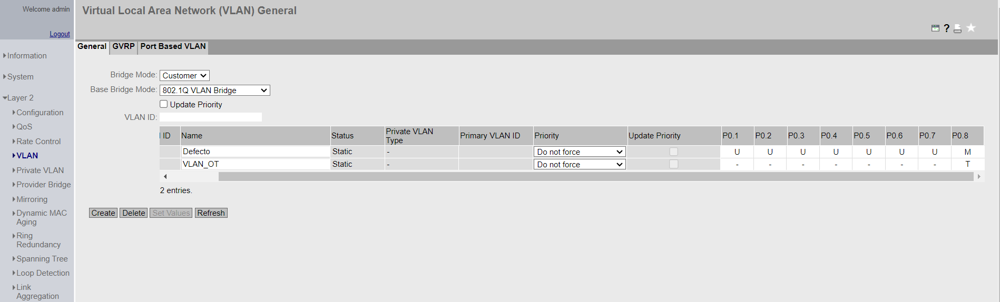 Welcome admin
Logout
Virtual Local Area Network (VLAN) General
?
General GVRP Port Based VLAN
Information
System
Layer 2
Configuration
QoS
Rate Control
VLAN
Private VLAN
Provider Bridge
Mirroring
Dynamic MAC
Aging
Ring
Redundancy
Spanning Tree
Loop Detection
Link
Aggregation
Bridge Mode: Customer
Base Bridge Mode: 802.1Q VLAN Bridge
Update Priority
VLAN ID:
ID Name Status Private VLAN Type Primary VLAN ID Priority Update Priority P0.1 P0.2 P0.3 P0.4 P0.5 P0.6 P0.7 P0.8
Defecto Static - Do not force U U U U U U U M
VLAN_OT Static - Do not force - - - - - - - T
2 entries.
Create Delete Set Values Refresh